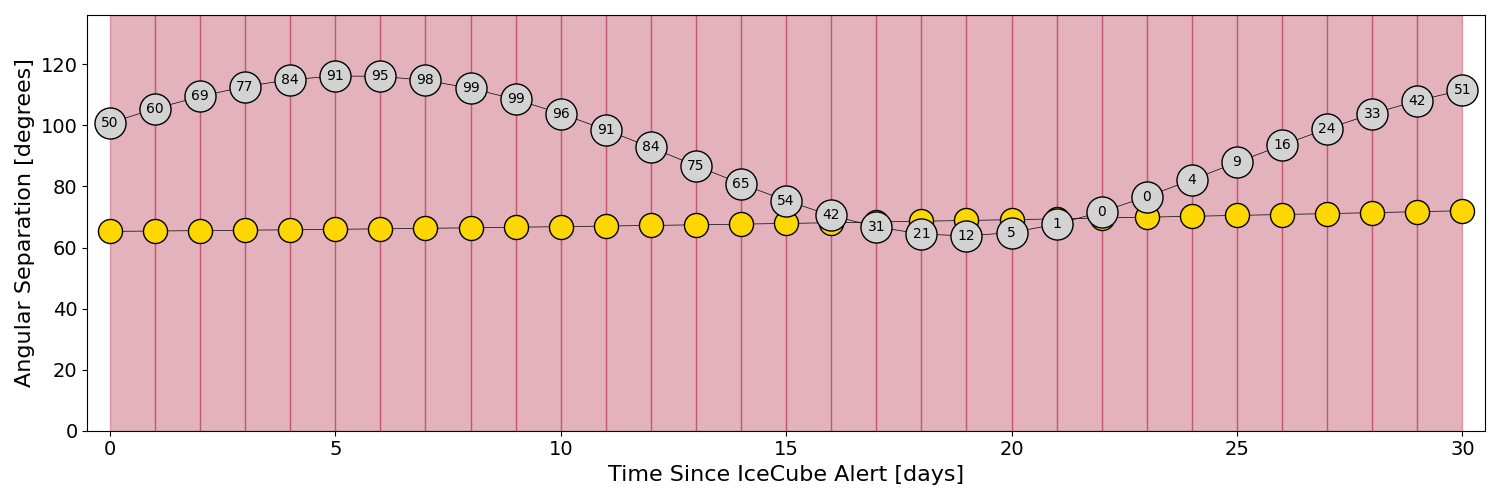 Angular Separation [degrees]
120
100
80
60
40
20
0
50 60 69 77 84 91 95 98 99 99 96 91 84 75 65 54 42 31 21 12 5 1 0 0 4 9 16 24 33 42 51
0 5 10 15 20 25 30
Time Since IceCube Alert [days]